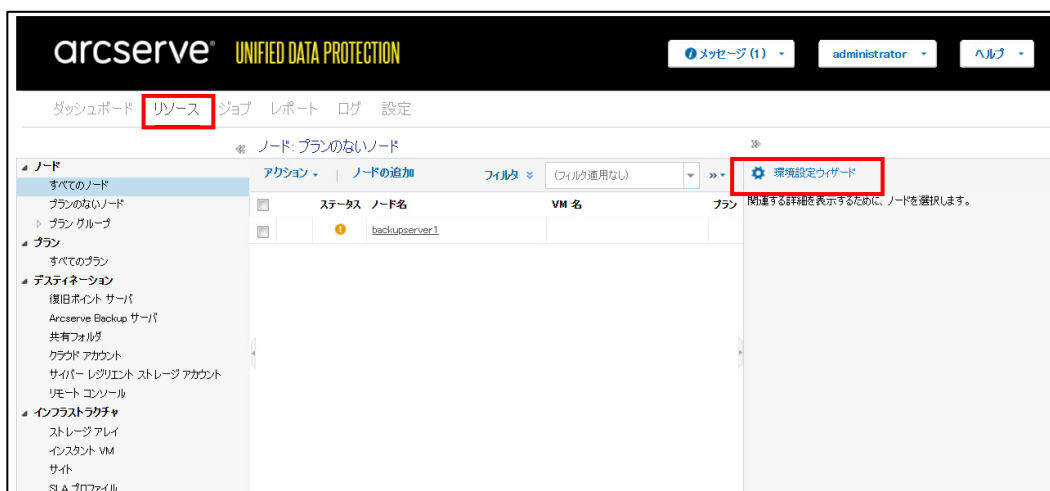 arcserve® UNIFIED DATA PROTECTION
メッセージ (1)
administrator
ヘルプ
ダッシュボード リソース ジョブ レポート ログ 設定
ノード: プランのないノード
ノード
すべてのノード
プランのないノード
プラン グループ
プラン
すべてのプラン
デスティネーション
復旧ポイント サーバ
Arcserve Backup サーバ
共有フォルダ
クラウド アカウント
サイバー レジリエント ストレージ アカウント
リモート コンソール
インフラストラクチャ
ストレージ アレイ
インスタント VM
サイト
SLA プロファイル
アクション | ノードの追加 フィルタ (フィルタ適用なし)
ステータス ノード名 VM 名 プラン
backupserver1
環境設定ウィザード
関連する詳細を表示するために、ノードを選択します。